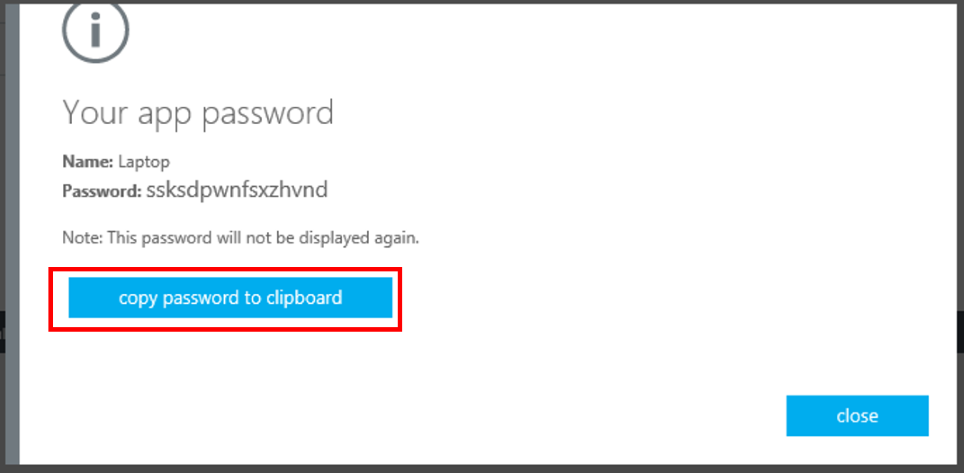 Your app password
Name: Laptop
Password: ssksdpwnfsxzhvnd
Note: This password will not be displayed again.
copy password to clipboard
close